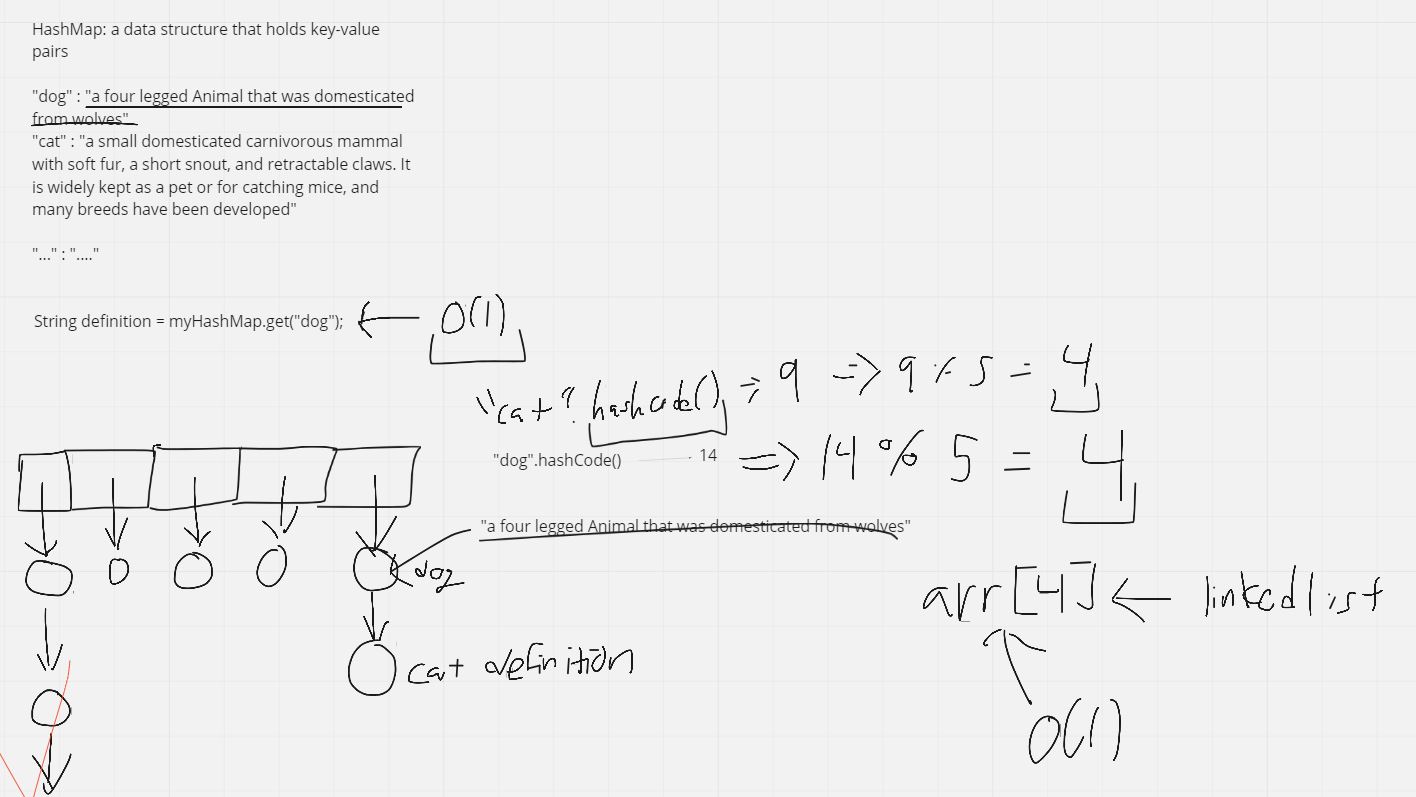 HashMap: a data structure that holds key-value
pairs
"dog" : "a four legged Animal that was domesticated
from wolves"
"cat" : "a small domesticated carnivorous mammal
with soft fur, a short snout, and retractable claws. It
is widely kept as a pet or for catching mice, and
many breeds have been developed"
"..." : "...."
String definition = myHashMap.get("dog"); ← O(1)
"cat". hashcode() => 9 => 9 % 5 = 4
"dog".hashCode() 14 => 14 % 5 = 4
"a four legged Animal that was domesticated from wolves"
dog
arr[4] ← linkedlist
cat definition
O(1)